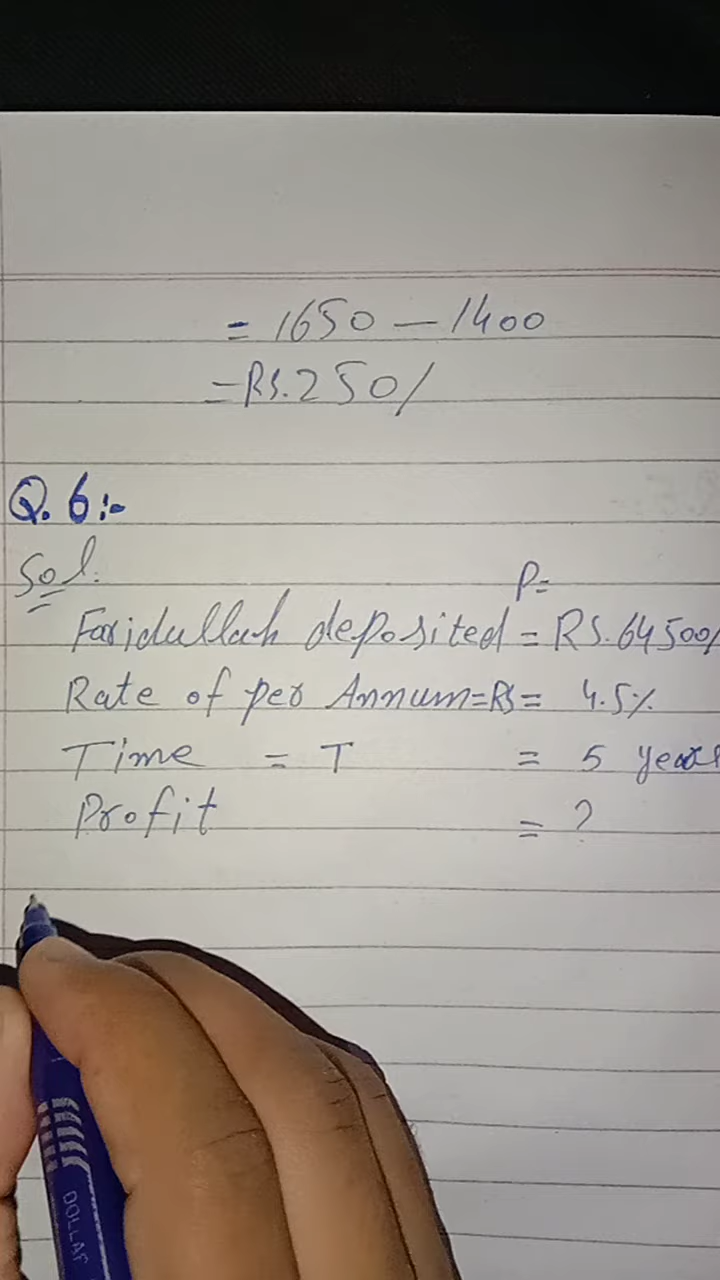 = 1650 - 1400
= Rs. 250/
Q. 6:-
Sol.
P=
Faridullah deposited = RS. 64500/
Rate of per Annum = R = 4.5%
Time = T = 5 years
Profit = ?
DOLLAR